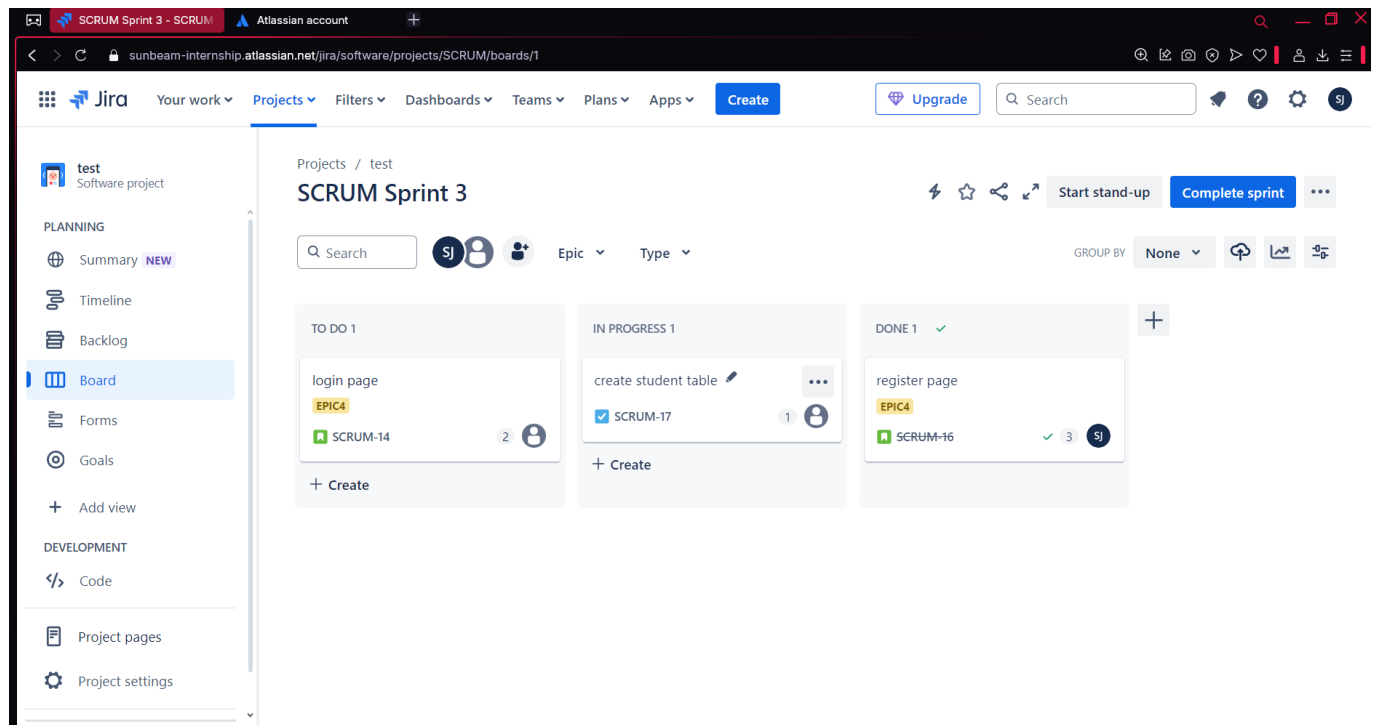 SCRUM Sprint 3 - SCRUM
Atlassian account
sunbeam-internship.atlassian.net/jira/software/projects/SCRUM/boards/1
Jira Your work Projects Filters Dashboards Teams Plans Apps Create Upgrade Search SJ
test
Software project
PLANNING
Summary NEW
Timeline
Backlog
Board
Forms
Goals
Add view
DEVELOPMENT
Code
Project pages
Project settings
Projects / test
SCRUM Sprint 3
Start stand-up Complete sprint
Search SJ Epic Type GROUP BY None
TO DO 1
login page
EPIC4
SCRUM-14 2
+ Create
IN PROGRESS 1
create student table
SCRUM-17 1
+ Create
DONE 1
register page
EPIC4
SCRUM-16 3 SJ